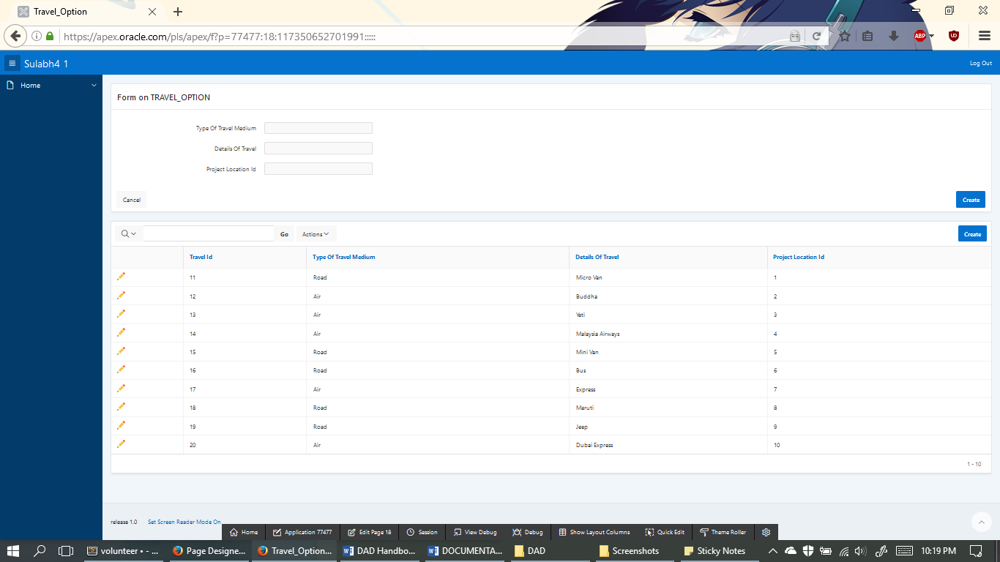 Travel_Option
https://apex.oracle.com/pls/apex/f?p=77477:18:117350652701991:::::
ABP
Sulabh4 1
Log Out
Home
Form on TRAVEL_OPTION
Type Of Travel Medium
Details Of Travel
Project Location Id
Cancel
Create
Go
Actions
Create
Travel Id Type Of Travel Medium Details Of Travel Project Location Id
11 Road Micro Van 1
12 Air Buddha 2
13 Air Yeti 3
14 Air Malaysia Airways 4
15 Road Mini Van 5
16 Road Bus 6
17 Air Express 7
18 Road Maruti 8
19 Road Jeep 9
20 Air Dubai Express 10
1 - 10
release 1.0 Set Screen Reader Mode On
Home Application 77477 Edit Page 18 Session View Debug Debug Show Layout Columns Quick Edit Theme Roller
volunteer • - ... Page Designe... Travel_Option... DAD Handbo... DOCUMENTA... DAD Screenshots Sticky Notes 10:19 PM